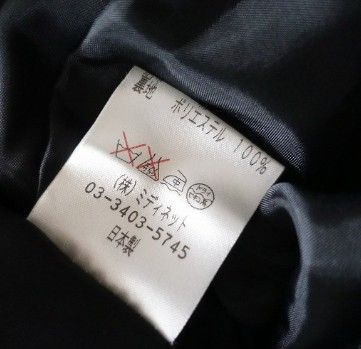 裏地 ポリエステル 100%
(株) ミディネット
03-3403-5745
日本製